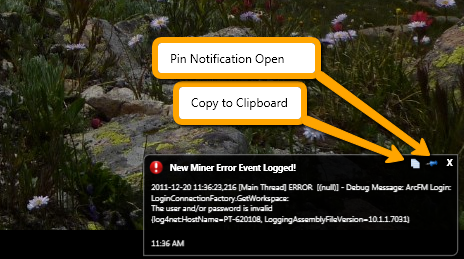 Pin Notification Open
Copy to Clipboard
New Miner Error Event Logged!
X
2011-12-20 11:36:23,216 [Main Thread] ERROR [(null)] - Debug Message: ArcFM Login:
LoginConnectionFactory.GetWorkspace:
The user and/or password is invalid
{log4net:HostName=PT-620108, LoggingAssemblyFileVersion=10.1.1.7031}
11:36 AM